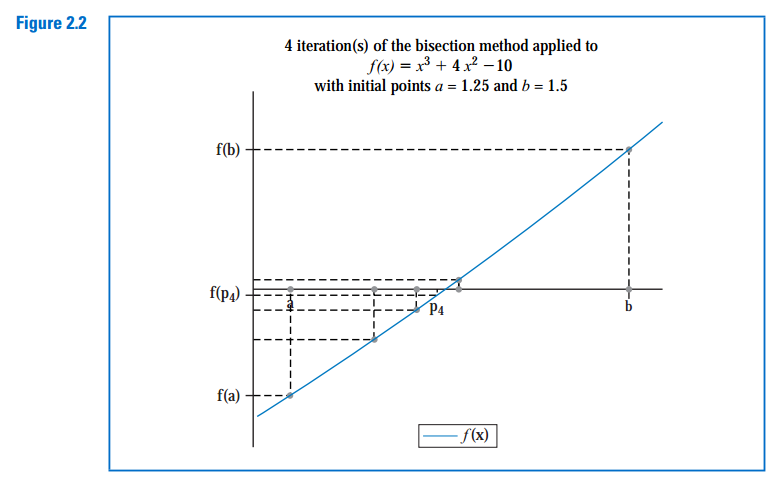 Figure 2.2
4 iteration(s) of the bisection method applied to
f(x) = x³ + 4 x² – 10
with initial points a = 1.25 and b = 1.5
f(b)
f(p₄)
a
p₄
b
f(a)
f(x)